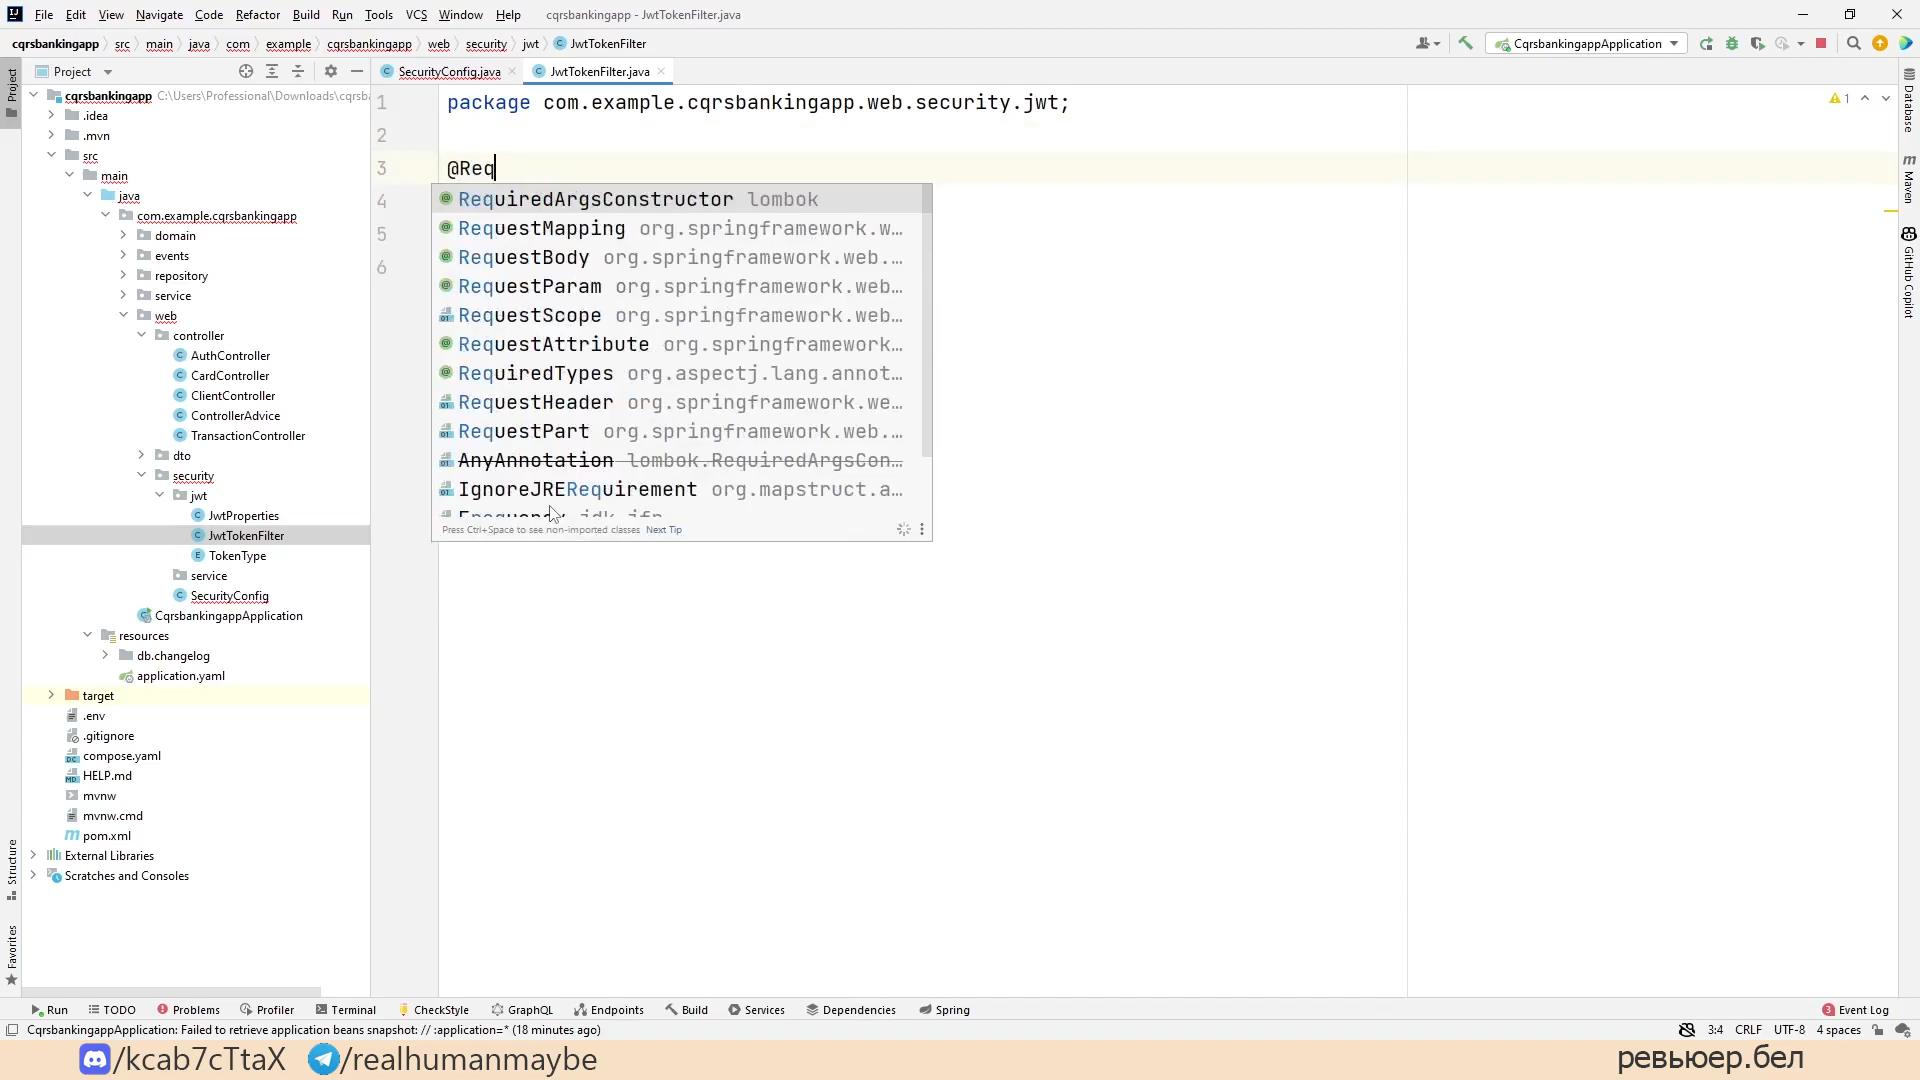 File Edit View Navigate Code Refactor Build Run Tools VCS Window Help cqrsbankingapp - JwtTokenFilter.java
cqrsbankingapp src main java com example cqrsbankingapp web security jwt JwtTokenFilter CqrsbankingappApplication
Project SecurityConfig.java JwtTokenFilter.java
cqrsbankingapp C:\Users\Professional\Downloads\cqrsb
.idea
.mvn
src
main
java
com.example.cqrsbankingapp
domain
events
repository
service
web
controller
AuthController
CardController
ClientController
ControllerAdvice
TransactionController
dto
security
jwt
JwtProperties
JwtTokenFilter
TokenType
service
SecurityConfig
CqrsbankingappApplication
resources
db.changelog
application.yaml
target
.env
.gitignore
compose.yaml
HELP.md
mvnw
mvnw.cmd
pom.xml
External Libraries
Scratches and Consoles
Project
Structure
Favorites
1 package com.example.cqrsbankingapp.web.security.jwt;
2
3 @Req
4
5
6
RequiredArgsConstructor lombok
RequestMapping org.springframework.w…
RequestBody org.springframework.web.…
RequestParam org.springframework.web…
RequestScope org.springframework.web…
RequestAttribute org.springframework…
RequiredTypes org.aspectj.lang.annot…
RequestHeader org.springframework.we…
RequestPart org.springframework.web.…
AnyAnnotation lombok.RequiredArgsCon…
IgnoreJRERequirement org.mapstruct.a…
Press Ctrl+Space to see non-imported classes Next Tip
1
Database
Maven
GitHub Copilot
Run TODO Problems Profiler Terminal CheckStyle GraphQL Endpoints Build Services Dependencies Spring 3 Event Log
CqrsbankingappApplication: Failed to retrieve application beans snapshot: // :application=* (18 minutes ago) 3:4 CRLF UTF-8 4 spaces
/kcab7cTtaX /realhumanmaybe ревьюер.бел